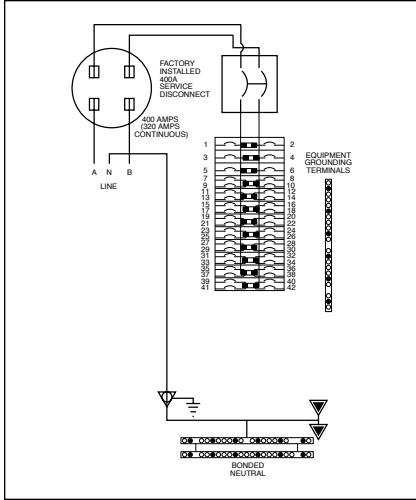 FACTORY
INSTALLED
400A
SERVICE
DISCONNECT
400 AMPS
(320 AMPS
CONTINUOUS)
A N B
LINE
EQUIPMENT
GROUNDING
TERMINALS
1 2
3 4
5 6
7 8
9 10
11 12
13 14
15 16
17 18
19 20
21 22
23 24
25 26
27 28
29 30
31 32
33 34
35 36
37 38
39 40
41 42
BONDED
NEUTRAL